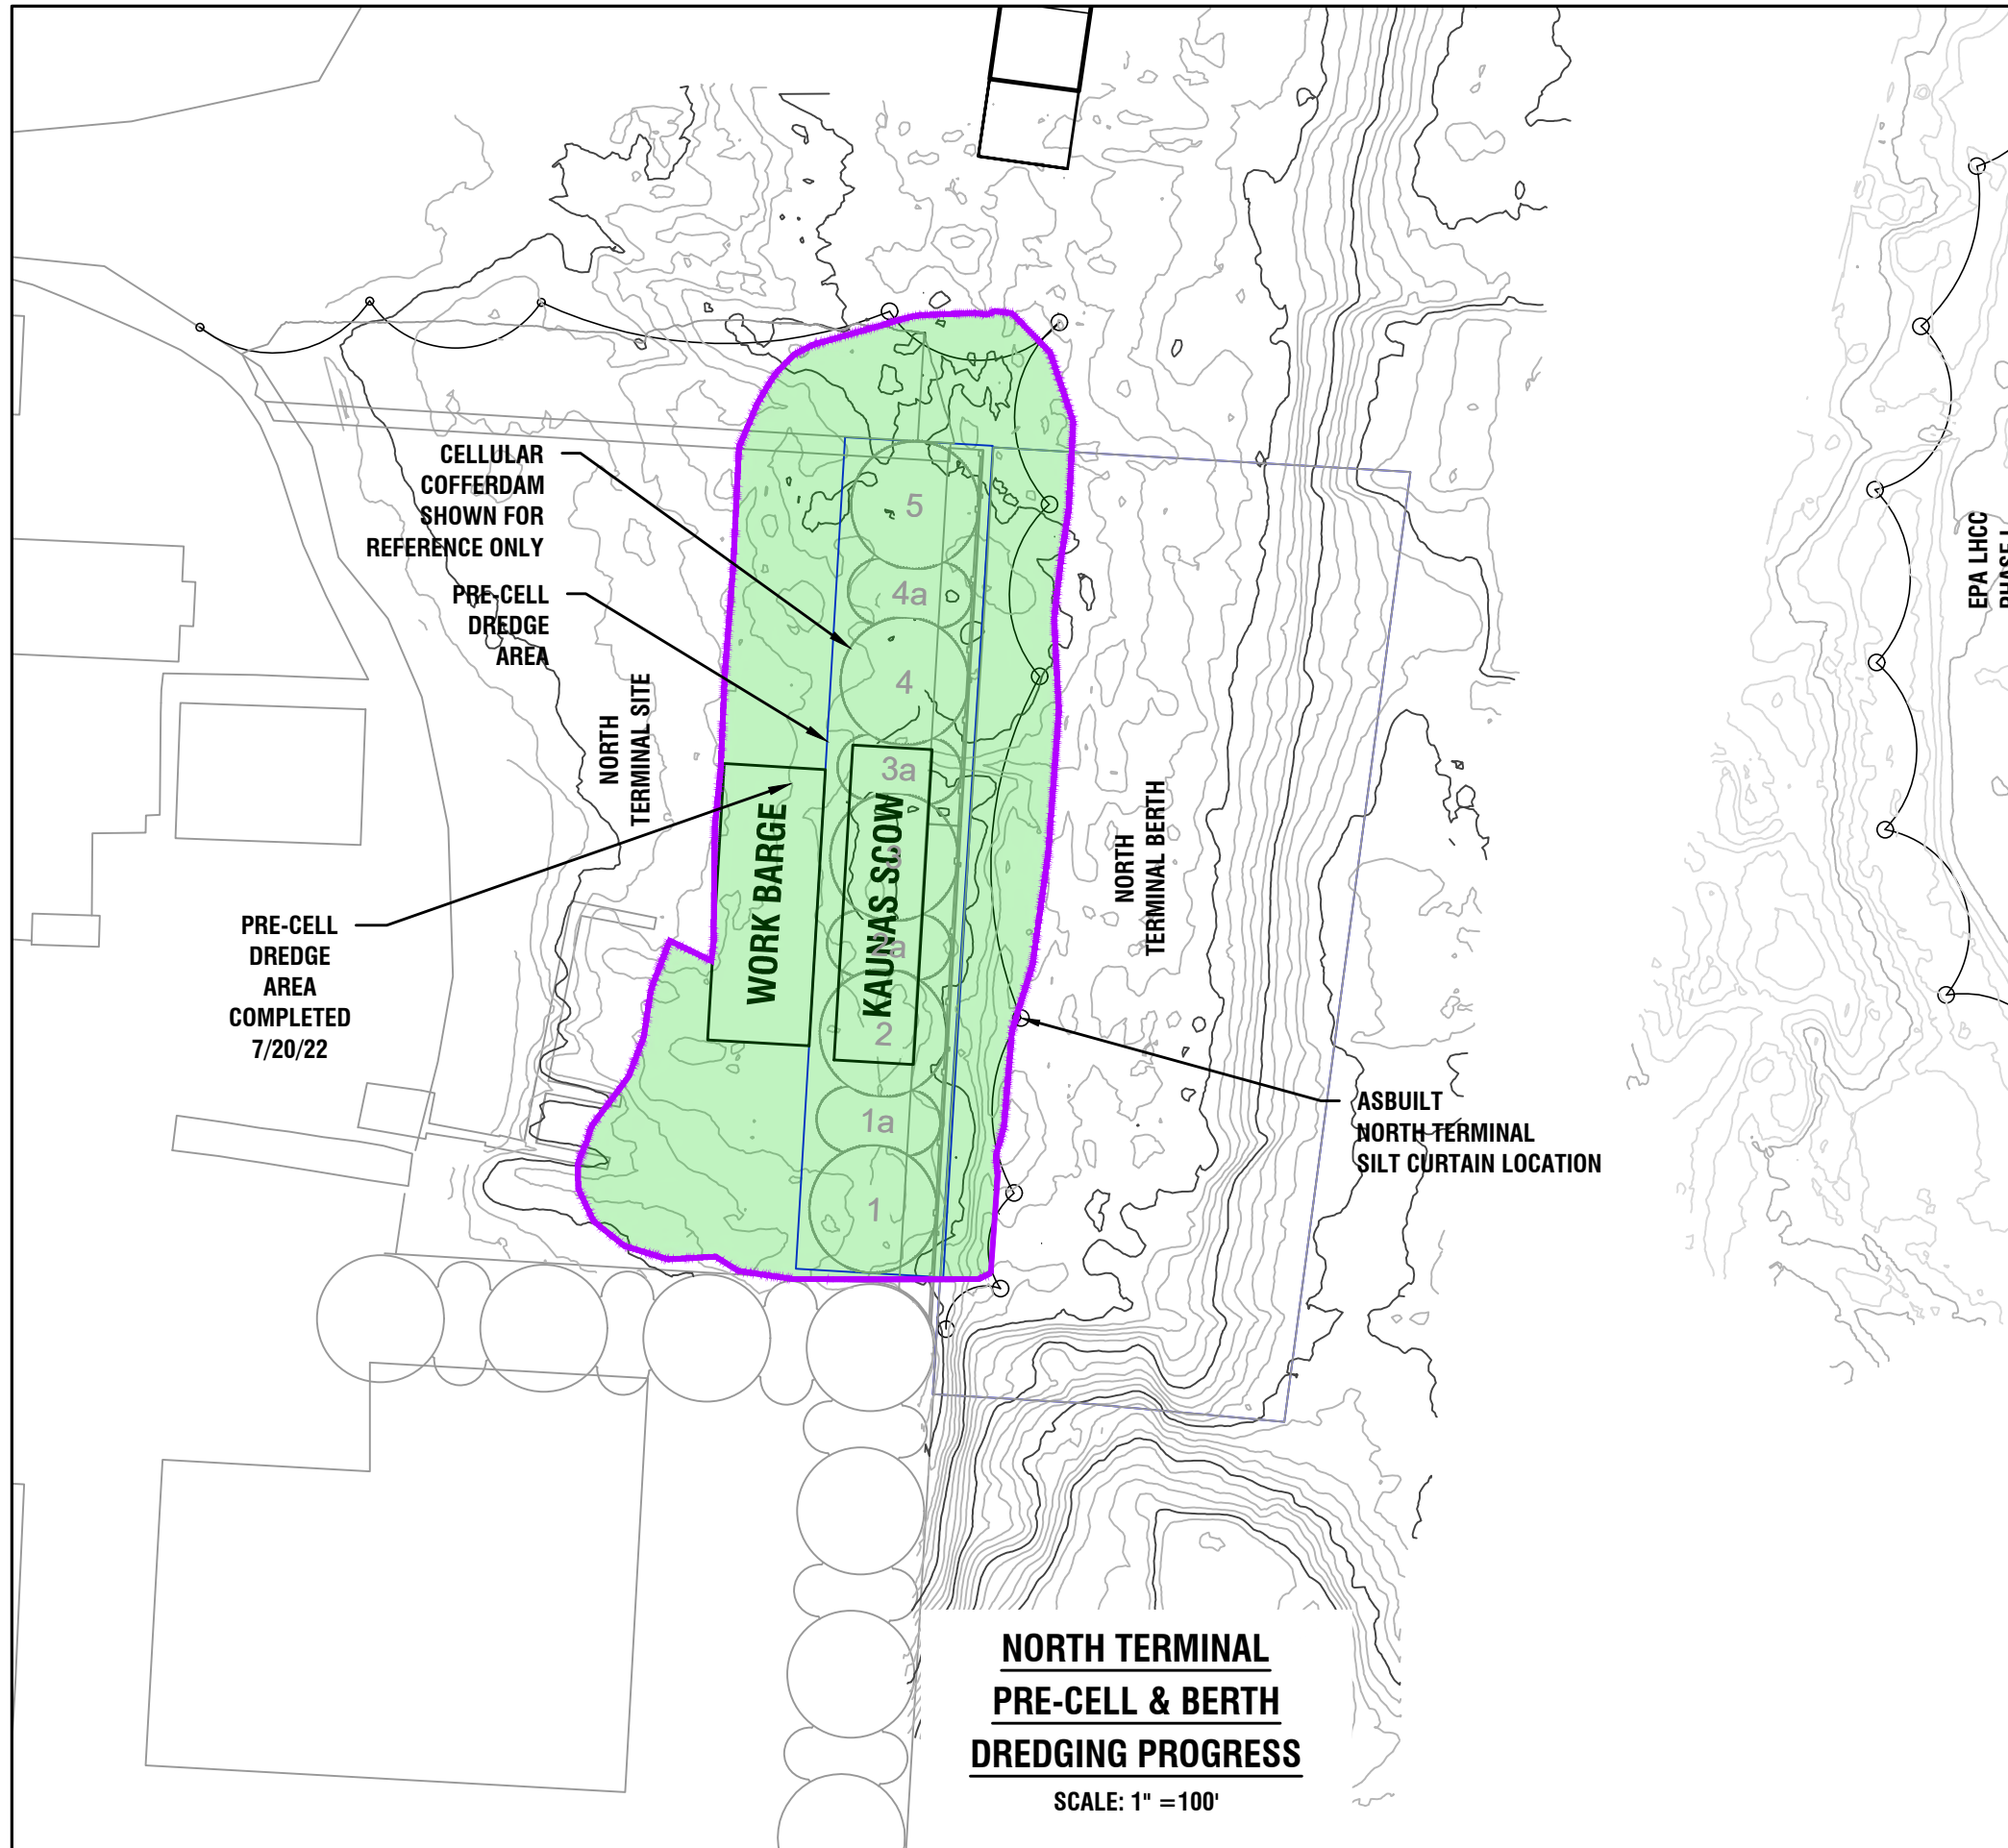 CELLULAR
COFFERDAM
SHOWN FOR
REFERENCE ONLY
PRE-CELL
DREDGE
AREA
NORTH
TERMINAL SITE
5
4a
4
3a
3
2a
2
1a
1
WORK BARGE
KAUNAS SCOW
NORTH
TERMINAL BERTH
EPA LHCC
PRE-CELL
DREDGE
AREA
COMPLETED
7/20/22
ASBUILT
NORTH TERMINAL
SILT CURTAIN LOCATION
NORTH TERMINAL
PRE-CELL & BERTH
DREDGING PROGRESS
SCALE: 1" =100'